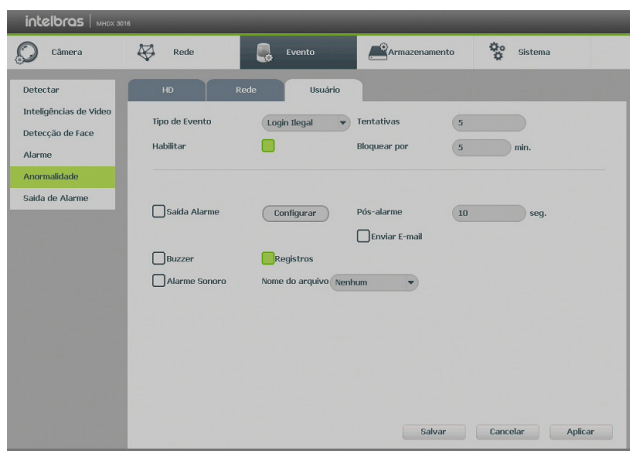 intelbras MHDX 3016
Câmera Rede Evento Armazenamento Sistema
Detectar
Inteligências de Vídeo
Detecção de Face
Alarme
Anormalidade
Saída de Alarme
HD Rede Usuário
Tipo de Evento Login Ilegal Tentativas 5
Habilitar Bloquear por 5 min.
Saída Alarme Configurar Pós-alarme 10 seg.
Enviar E-mail
Buzzer Registros
Alarme Sonoro Nome do arquivo Nenhum
Salvar Cancelar Aplicar